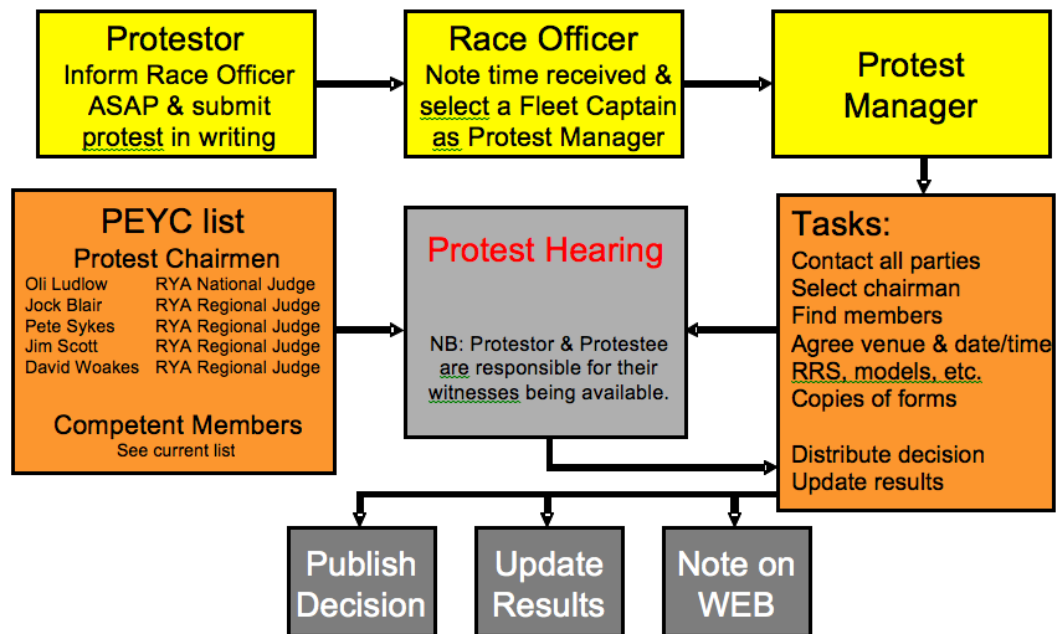 Protestor
Inform Race Officer
ASAP & submit
protest in writing
Race Officer
Note time received &
select a Fleet Captain
as Protest Manager
Protest
Manager
PEYC list
Protest Chairmen
Oli Ludlow RYA National Judge
Jock Blair RYA Regional Judge
Pete Sykes RYA Regional Judge
Jim Scott RYA Regional Judge
David Woakes RYA Regional Judge
Competent Members
See current list
Protest Hearing
NB: Protestor & Protestee
are responsible for their
witnesses being available.
Tasks:
Contact all parties
Select chairman
Find members
Agree venue & date/time
RRS, models, etc.
Copies of forms
Distribute decision
Update results
Publish
Decision
Update
Results
Note on
WEB